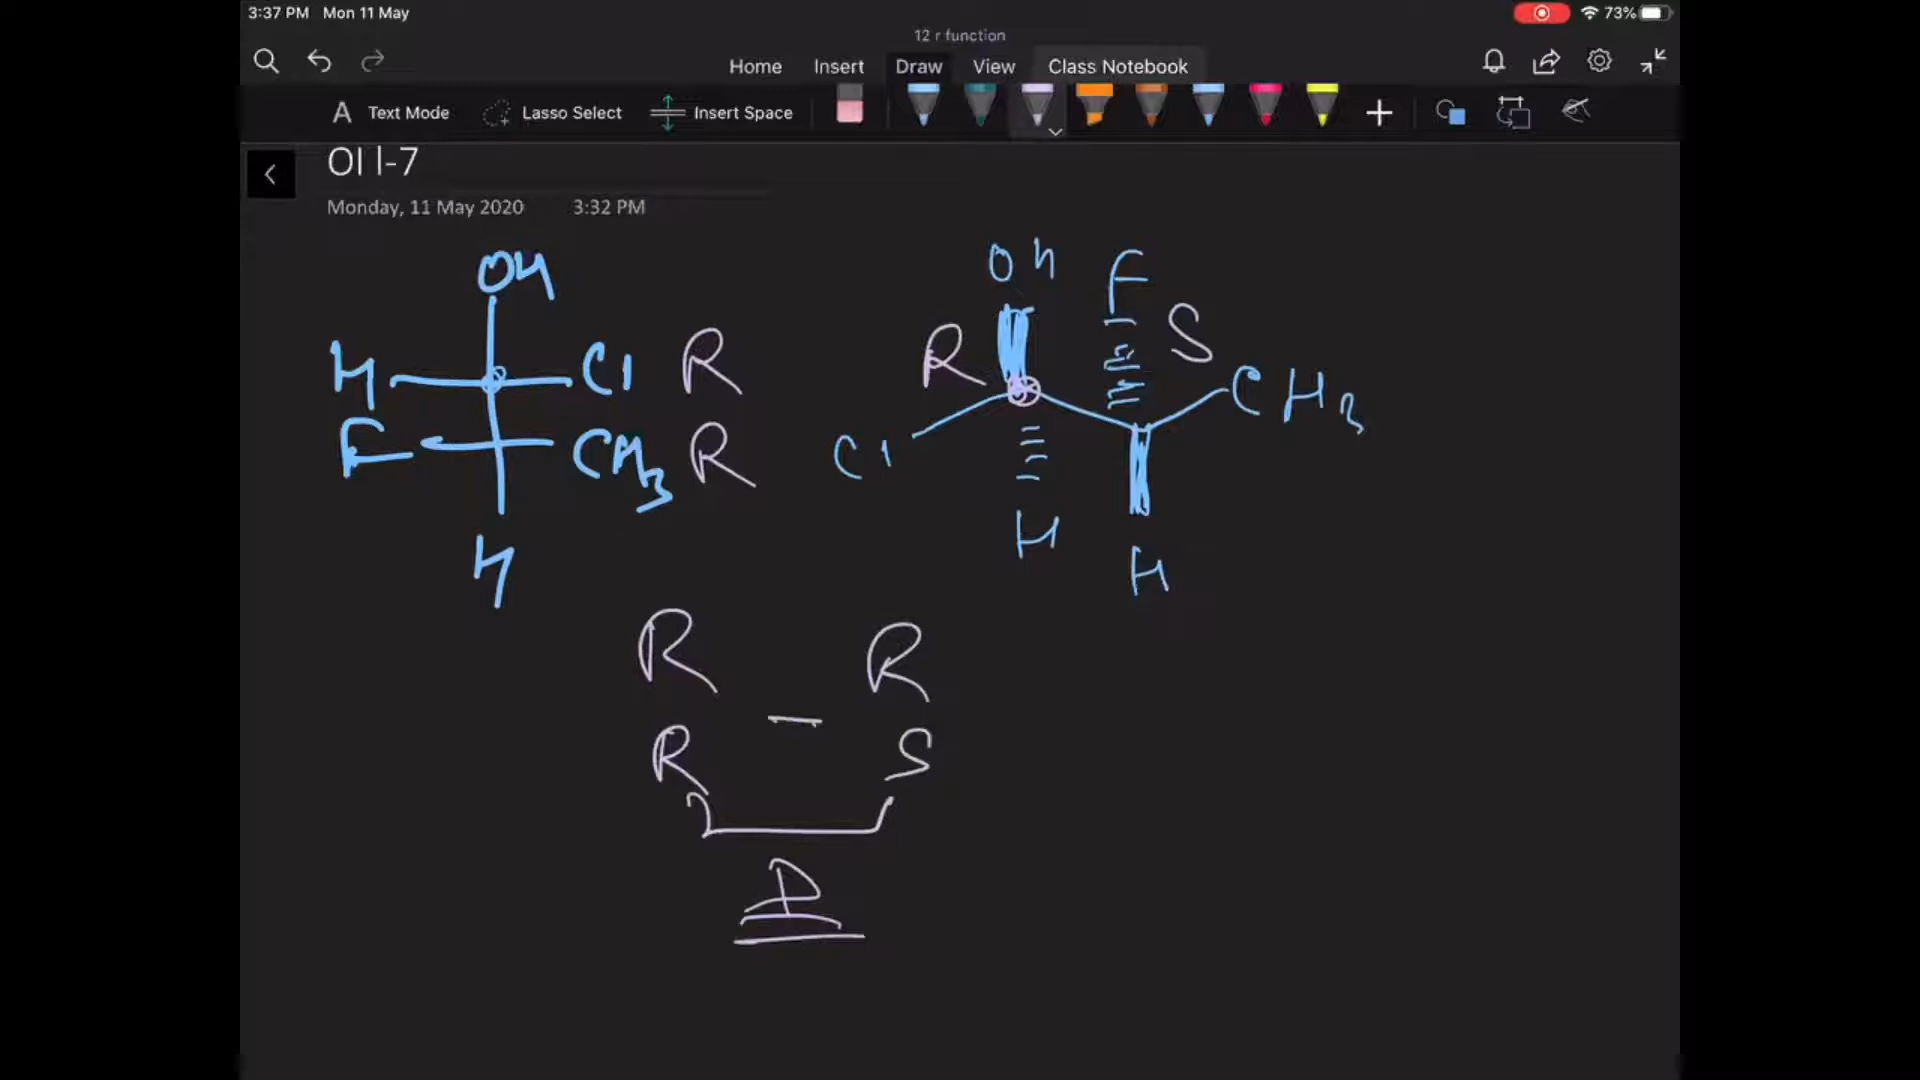 3:37 PM Mon 11 May
73%
12 r function
Home Insert Draw View Class Notebook
A Text Mode Lasso Select Insert Space
OI l-7
Monday, 11 May 2020 3:32 PM
OH
OH F
H Cl R
R S
F CH3 R
Cl CH3
H
H H
R - R
R S
D